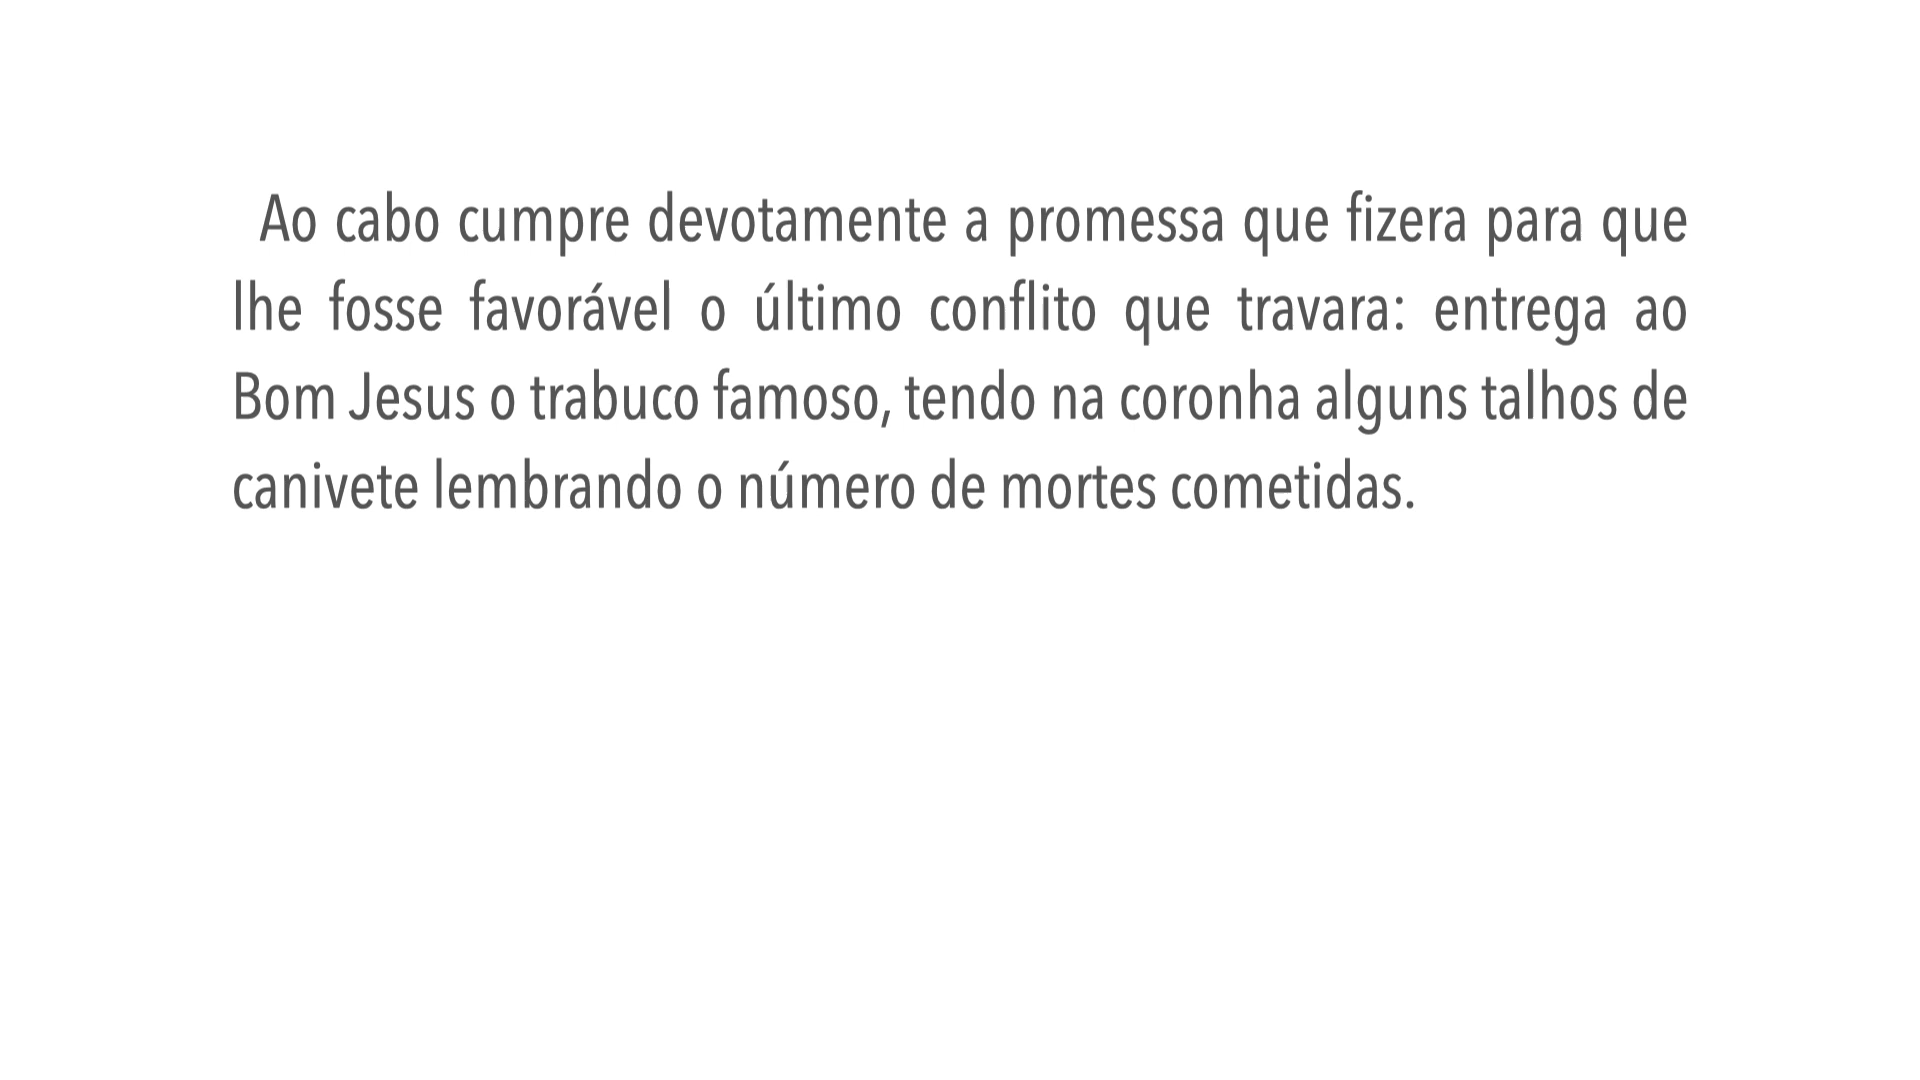 Ao cabo cumpre devotamente a promessa que fizera para que
lhe fosse favorável o último conflito que travara: entrega ao
Bom Jesus o trabuco famoso, tendo na coronha alguns talhos de
canivete lembrando o número de mortes cometidas.